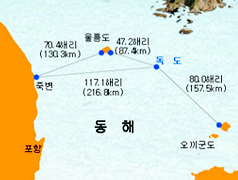 울릉도
70.4해리
(130.3km)
47.2해리
(87.4km)
독 도
117.1해리
(216.8km)
80.0해리
(157.5km)
죽변
동 해
포항
오끼군도